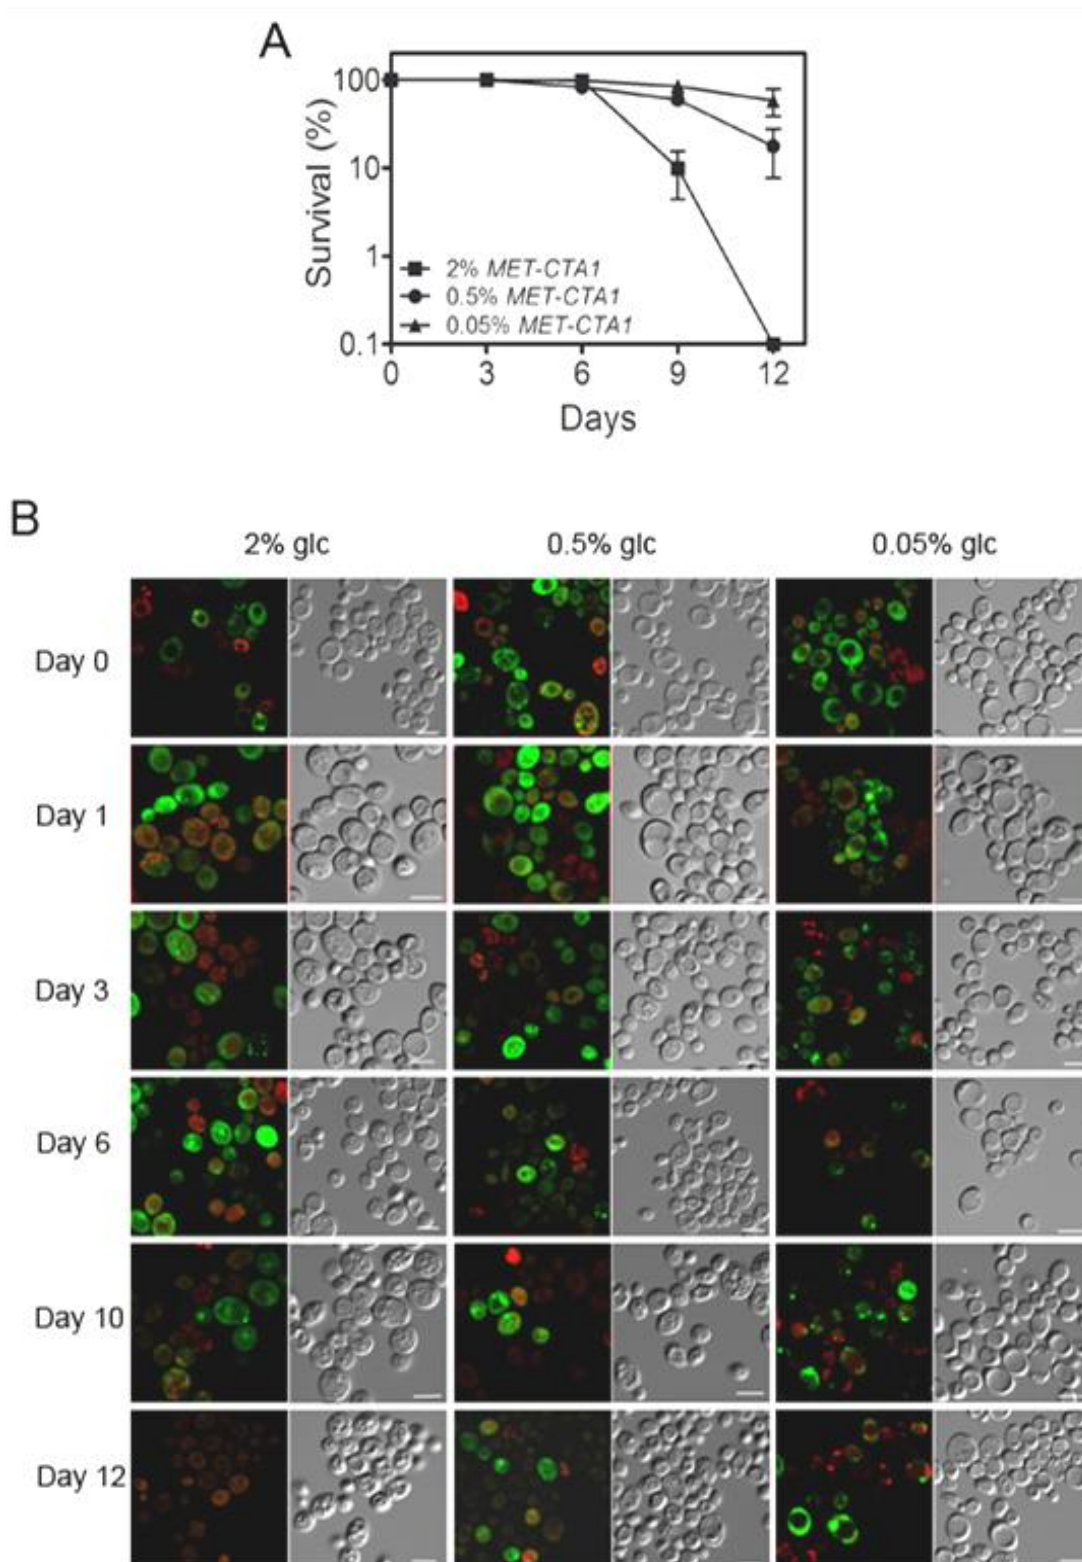 A
Survival (%)
100
10
1
0.1
2% MET-CTA1
0.5% MET-CTA1
0.05% MET-CTA1
0 3 6 9 12
Days
B
2% glc 0.5% glc 0.05% glc
Day 0
Day 1
Day 3
Day 6
Day 10
Day 12